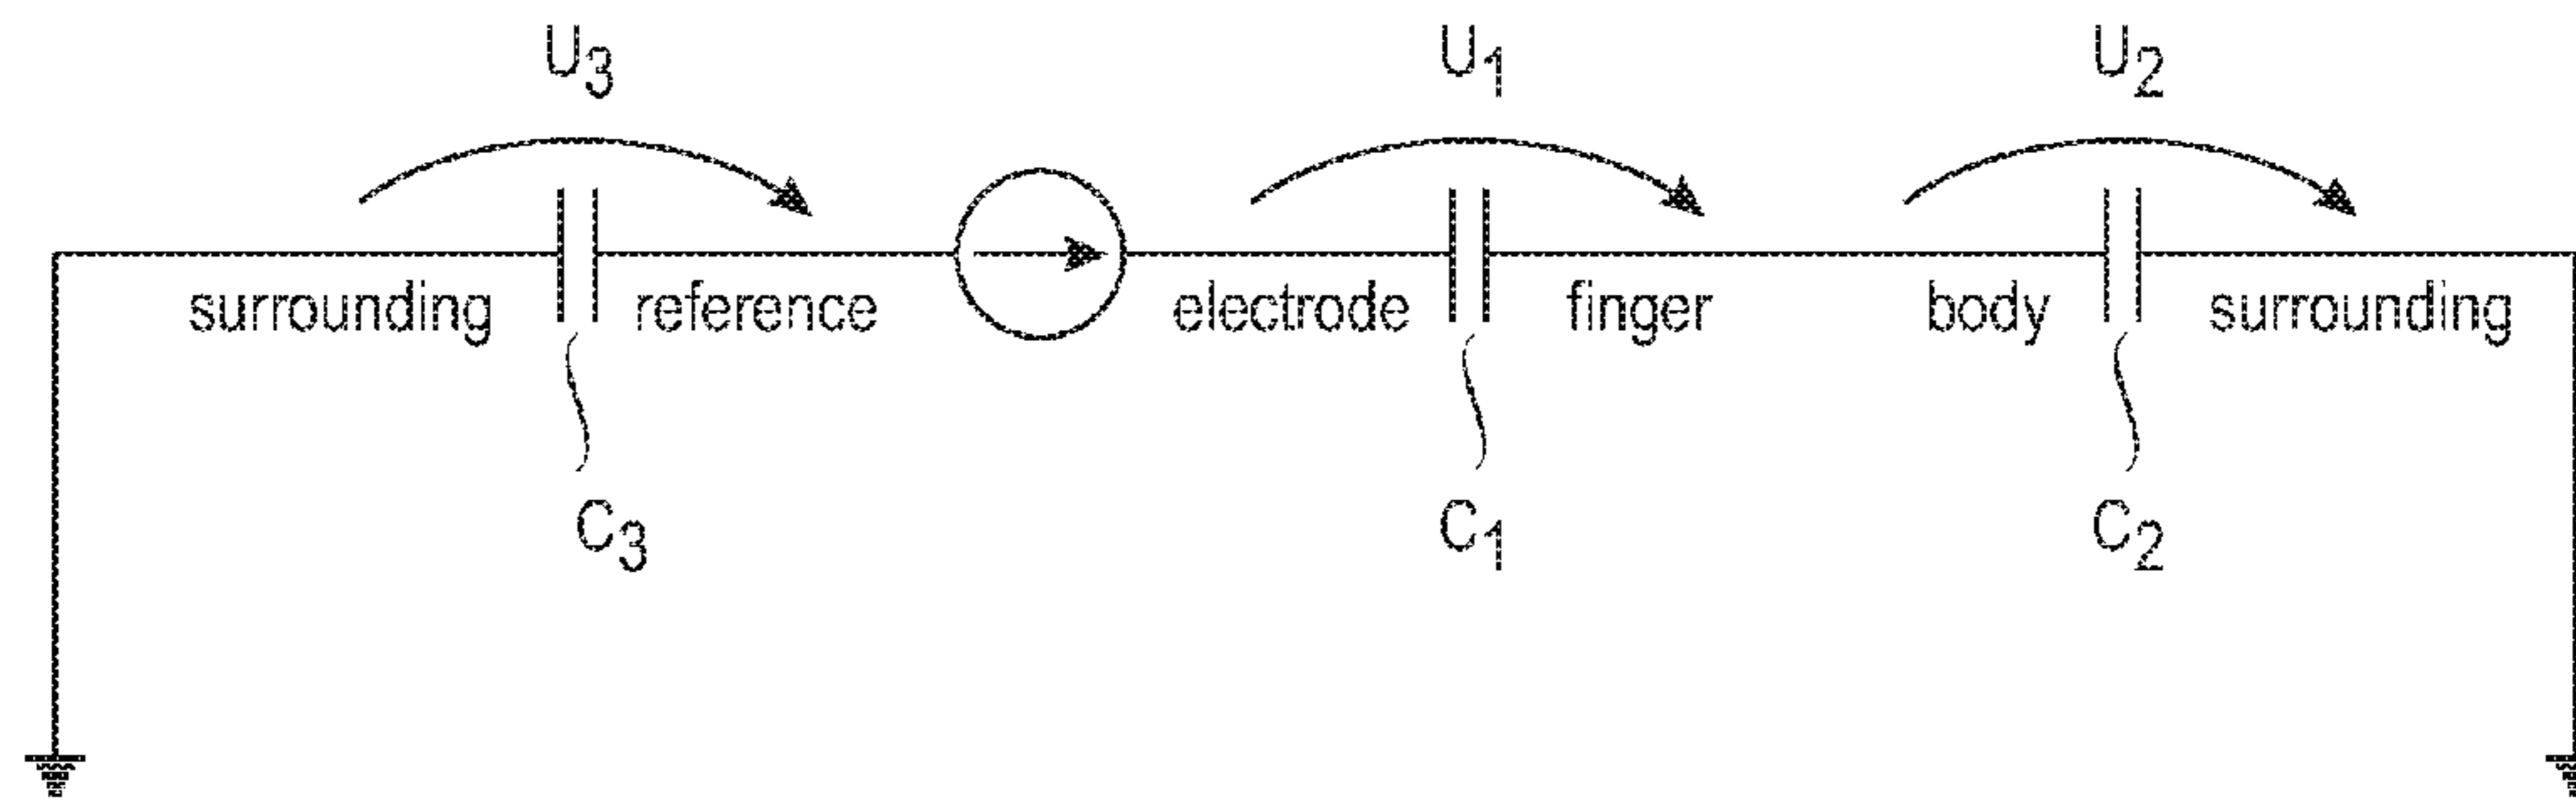 U3 U1 U2
surrounding reference electrode finger body surrounding
C3 C1 C2